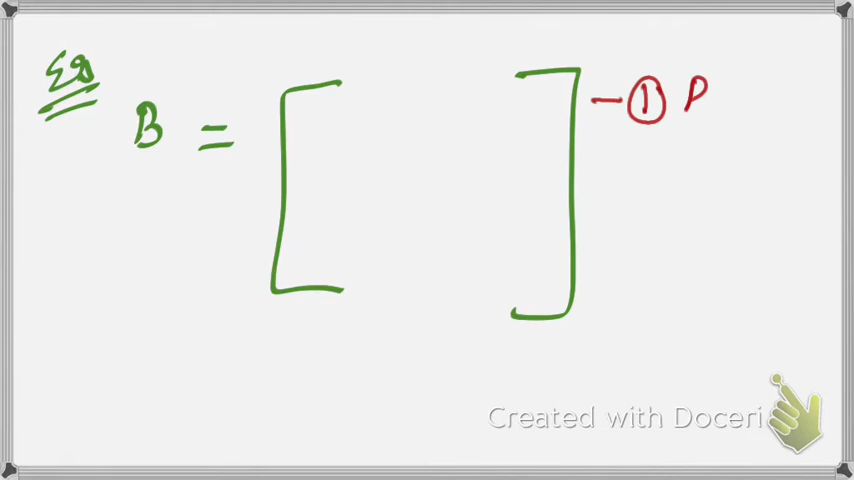 Eg
B = [ ] - ① P
Created with Doceri